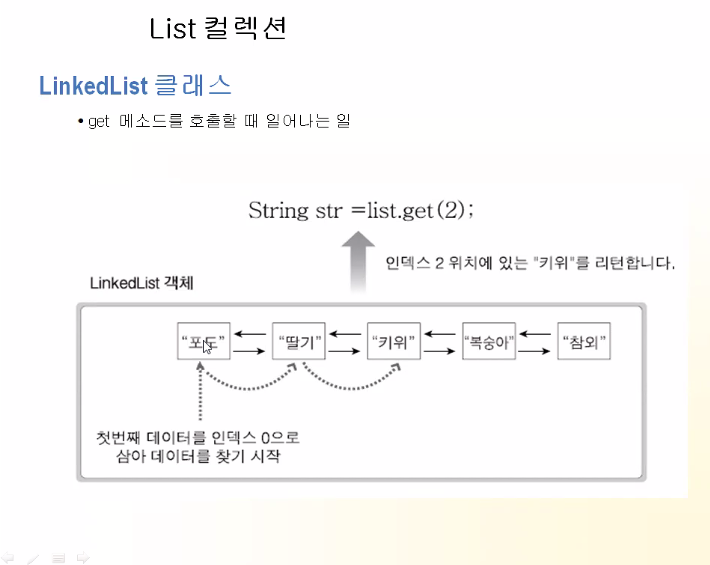 List 컬렉션
LinkedList 클래스
• get 메소드를 호출할 때 일어나는 일
String str =list.get(2);
인덱스 2 위치에 있는 "키위"를 리턴합니다.
LinkedList 객체
"포도" "딸기" "키위" "복숭아" "참외"
첫번째 데이터를 인덱스 0으로
삼아 데이터를 찾기 시작